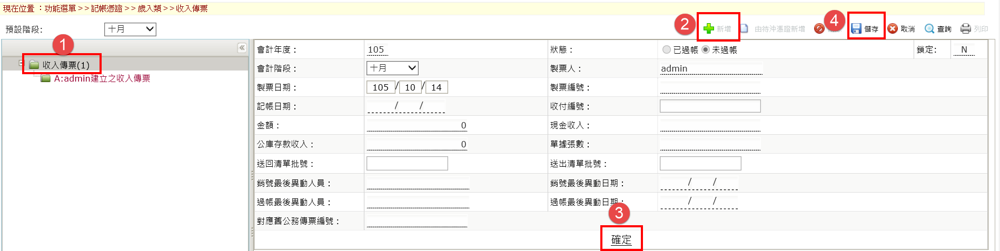 現在位置 ：功能選單>>記帳憑證>>歲入類>>收入傳票
預設階段: 十月
2 新增 由待沖憑證新增 4 儲存 取消 查詢 列印
1
收入傳票(1)
A:admin建立之收入傳票
會計年度： 105 狀態： 已過帳 未過帳 鎖定: N
會計階段： 十月 製票人： admin
製票日期： 105 / 10 / 14 製票編號：
記帳日期： / / 收付編號：
金額： 0 現金收入：
公庫存款收入： 0 單據張數：
送回清單批號： 送出清單批號：
銷號最後異動人員： 銷號最後異動日期： / /
過帳最後異動人員： 過帳最後異動日期： / /
對應舊公務傳票編號： 3
確定